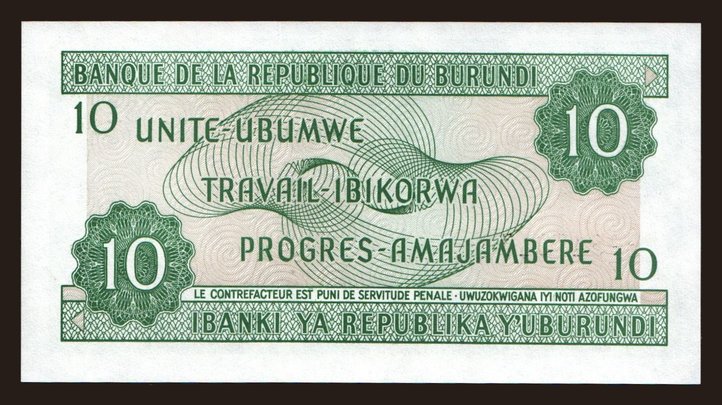 BANQUE DE LA REPUBLIQUE DU BURUNDI
10 UNITE-UBUMWE 10
TRAVAIL-IBIKORWA
10 PROGRES-AMAJAMBERE 10
LE CONTREFACTEUR EST PUNI DE SERVITUDE PENALE · UWUZOKWIGANA IYI NOTI AZOFUNGWA
IBANKI YA REPUBLIKA Y'UBURUNDI